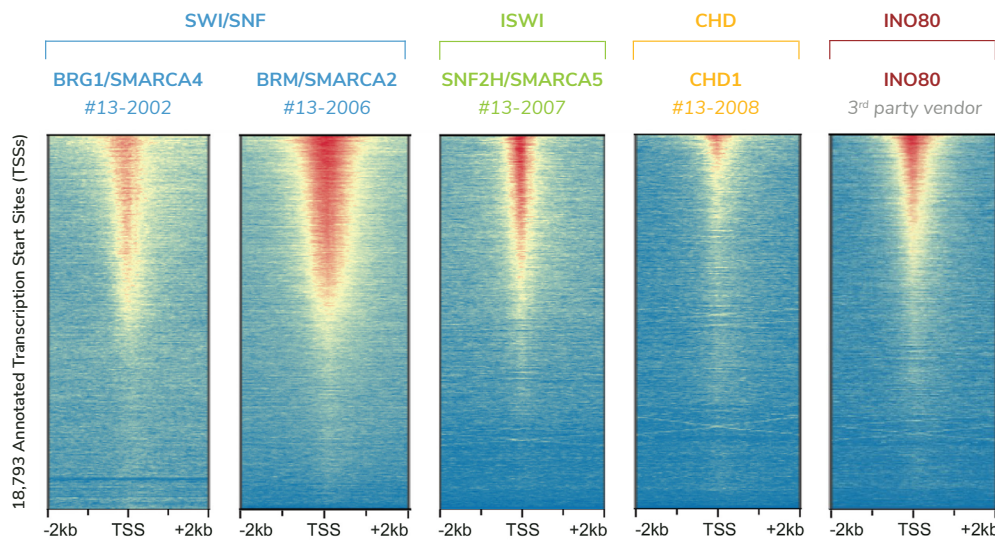 SWI/SNF
ISWI
CHD
INO80
BRG1/SMARCA4
#13-2002
BRM/SMARCA2
#13-2006
SNF2H/SMARCA5
#13-2007
CHD1
#13-2008
INO80
3rd party vendor
18,793 Annotated Transcription Start Sites (TSSs)
-2kb TSS +2kb
-2kb TSS +2kb
-2kb TSS +2kb
-2kb TSS +2kb
-2kb TSS +2kb